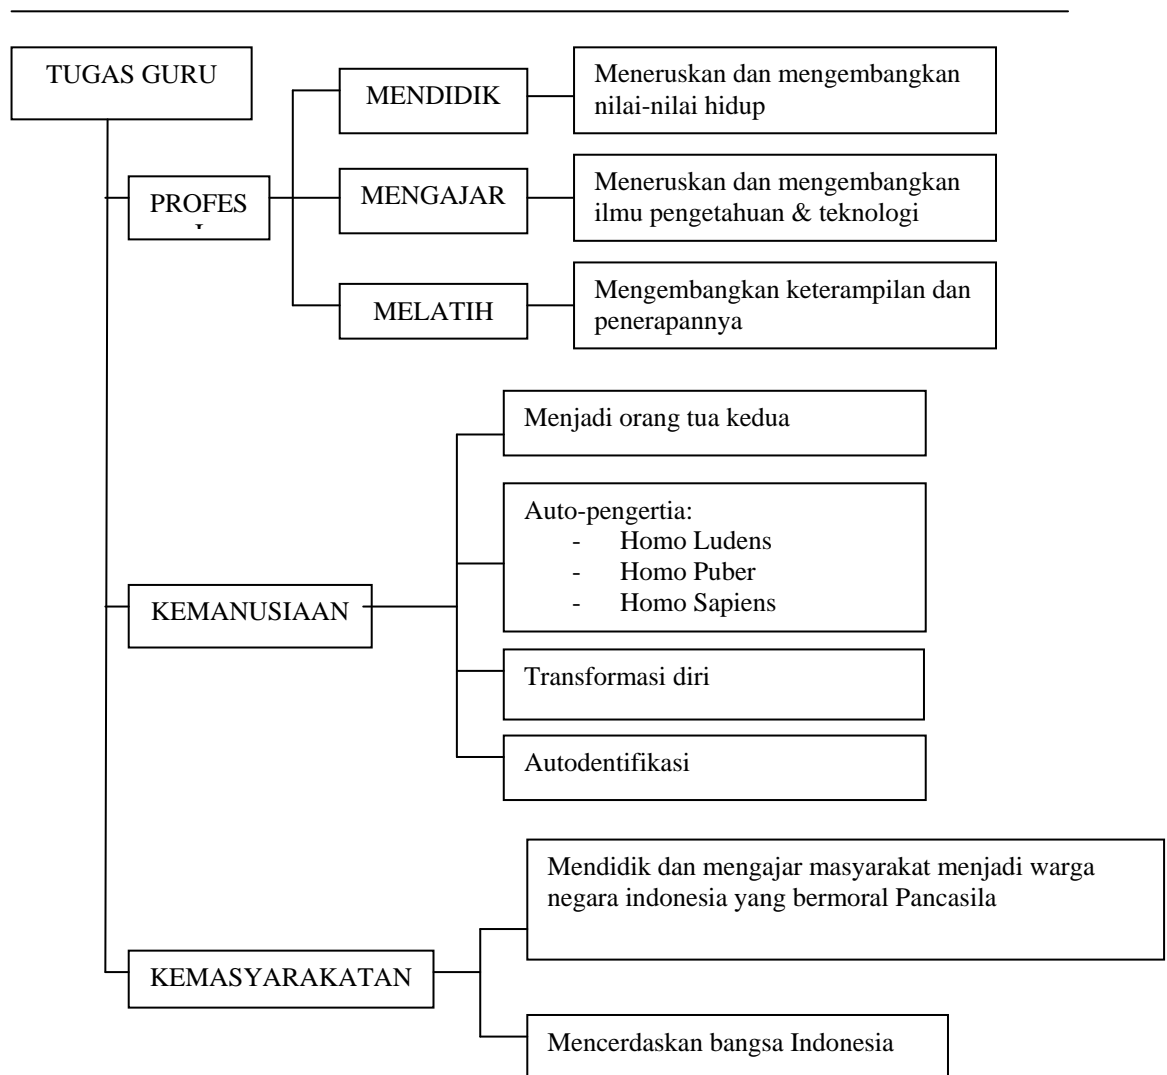 TUGAS GURU
MENDIDIK
Meneruskan dan mengembangkan
nilai-nilai hidup
PROFES
I
MENGAJAR
Meneruskan dan mengembangkan
ilmu pengetahuan & teknologi
MELATIH
Mengembangkan keterampilan dan
penerapannya
KEMANUSIAAN
Menjadi orang tua kedua
Auto-pengertia:
- Homo Ludens
- Homo Puber
- Homo Sapiens
Transformasi diri
Autodentifikasi
KEMASYARAKATAN
Mendidik dan mengajar masyarakat menjadi warga
negara indonesia yang bermoral Pancasila
Mencerdaskan bangsa Indonesia